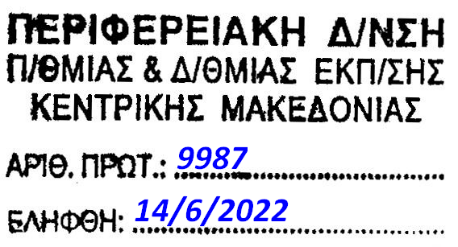 ΠΕΡΙΦΕΡΕΙΑΚΗ Δ/ΝΣΗ
Π/ΘΜΙΑΣ & Δ/ΘΜΙΑΣ ΕΚΠ/ΣΗΣ
ΚΕΝΤΡΙΚΗΣ ΜΑΚΕΔΟΝΙΑΣ
ΑΡΙΘ. ΠΡΩΤ.: 9987
ΕΛΗΦΘΗ: 14/6/2022